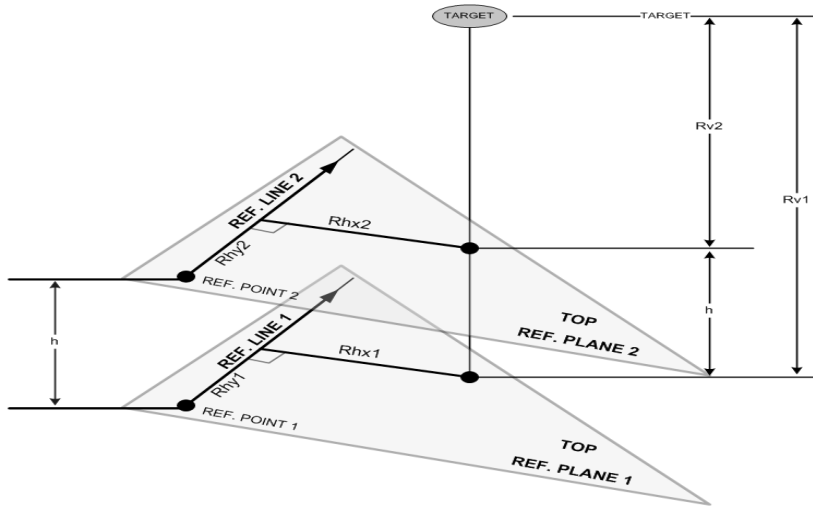 TARGET
TARGET
Rv2
Rv1
REF. LINE 2
Rhx2
Rhy2
REF. POINT 2
h
h
TOP
REF. PLANE 2
REF. LINE 1
Rhx1
Rhy1
REF. POINT 1
TOP
REF. PLANE 1